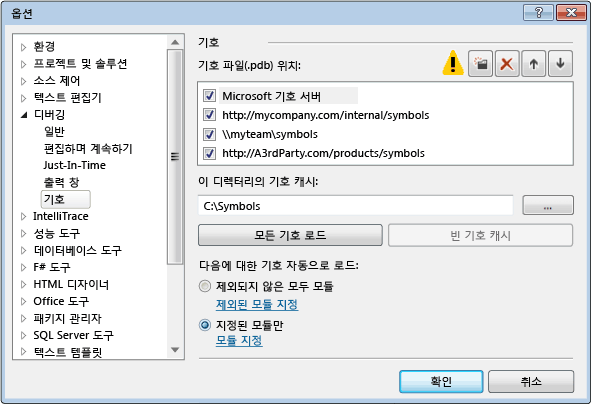 옵션
환경
프로젝트 및 솔루션
소스 제어
텍스트 편집기
디버깅
일반
편집하며 계속하기
Just-In-Time
출력 창
기호
IntelliTrace
성능 도구
데이터베이스 도구
F# 도구
HTML 디자이너
Office 도구
패키지 관리자
SQL Server 도구
텍스트 템플릿
기호
기호 파일(.pdb) 위치:
Microsoft 기호 서버
http://mycompany.com/internal/symbols
\\myteam\symbols
http://A3rdParty.com/products/symbols
이 디렉터리의 기호 캐시:
C:\Symbols
...
모든 기호 로드
빈 기호 캐시
다음에 대한 기호 자동으로 로드:
제외되지 않은 모두 모듈
제외된 모듈 지정
지정된 모듈만
모듈 지정
확인
취소